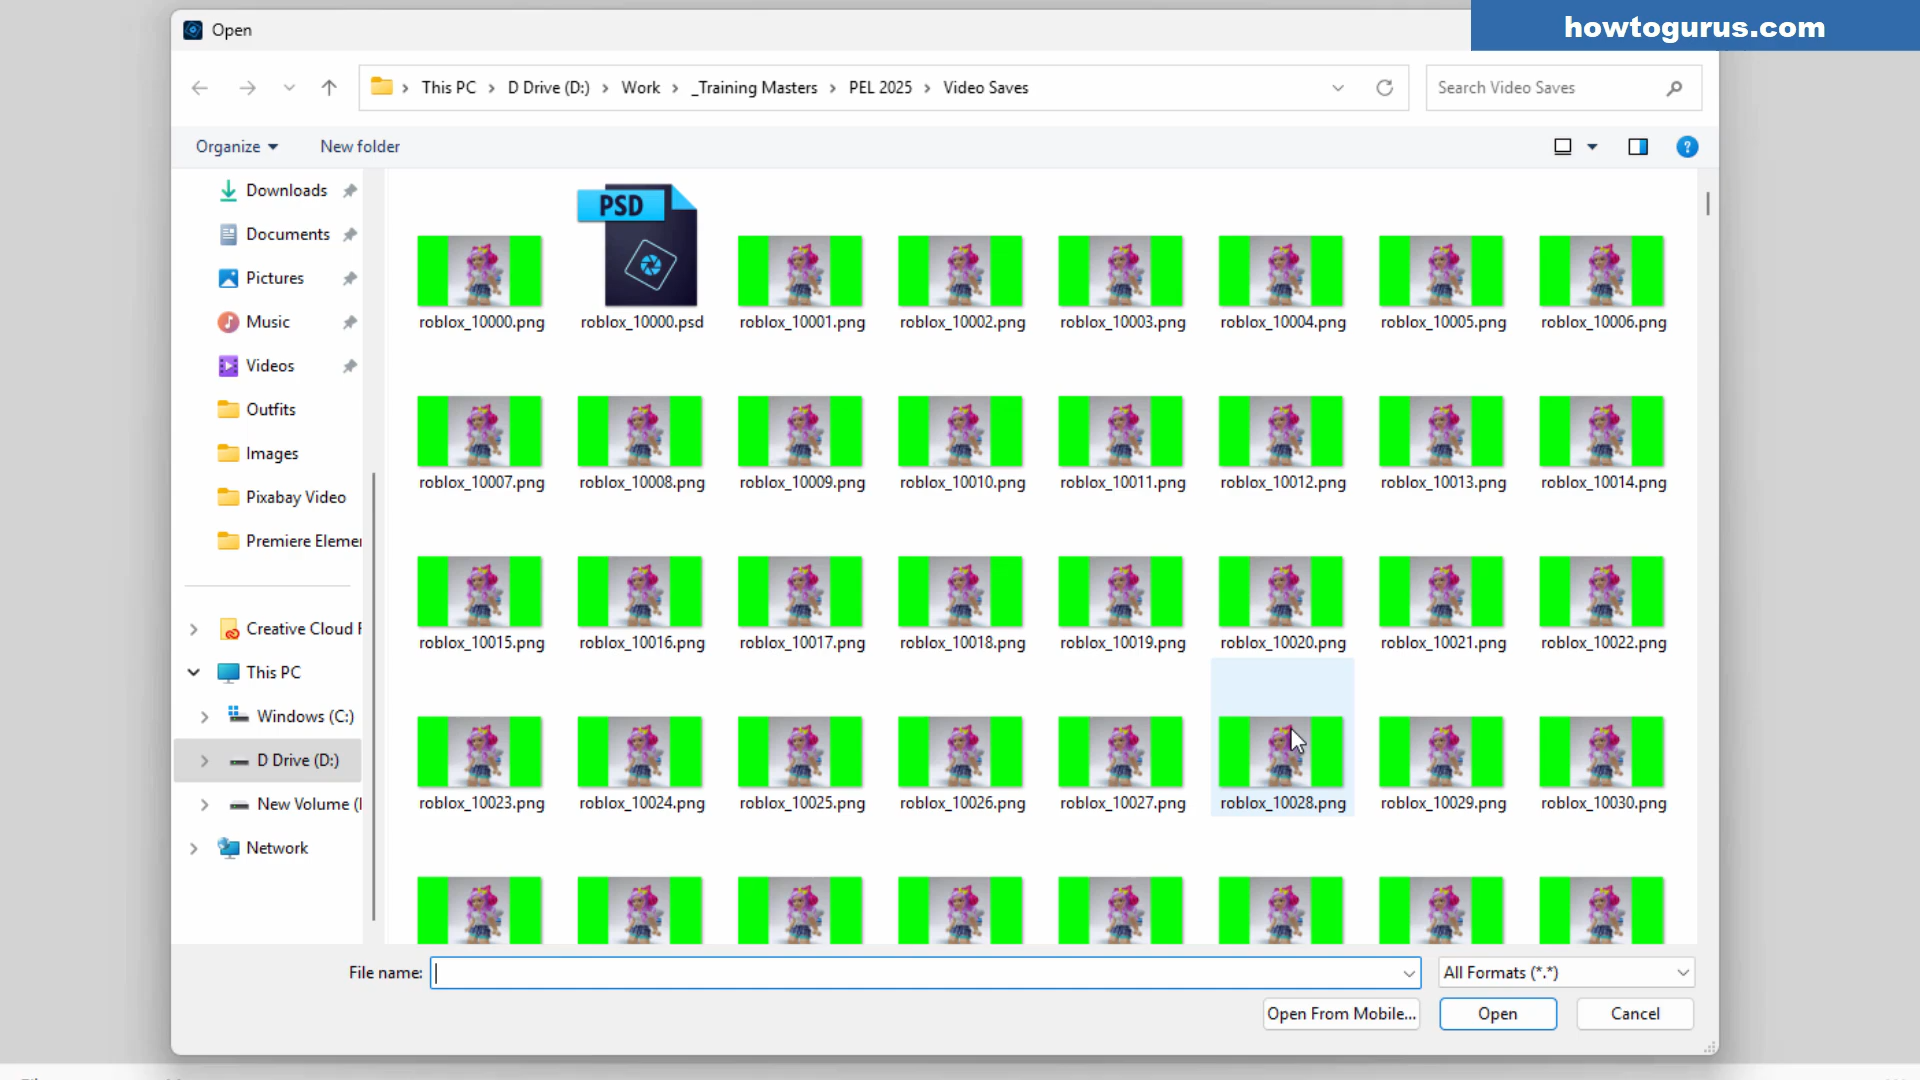 Open
howtogurus.com
This PC
D Drive (D:)
Work
_Training Masters
PEL 2025
Video Saves
Search Video Saves
Organize
New folder
Downloads
Documents
Pictures
Music
Videos
Outfits
Images
Pixabay Video
Premiere Elemer
Creative Cloud F
This PC
Windows (C:)
D Drive (D:)
New Volume (
Network
PSD
roblox_10000.png
roblox_10000.psd
roblox_10001.png
roblox_10002.png
roblox_10003.png
roblox_10004.png
roblox_10005.png
roblox_10006.png
roblox_10007.png
roblox_10008.png
roblox_10009.png
roblox_10010.png
roblox_10011.png
roblox_10012.png
roblox_10013.png
roblox_10014.png
roblox_10015.png
roblox_10016.png
roblox_10017.png
roblox_10018.png
roblox_10019.png
roblox_10020.png
roblox_10021.png
roblox_10022.png
roblox_10023.png
roblox_10024.png
roblox_10025.png
roblox_10026.png
roblox_10027.png
roblox_10028.png
roblox_10029.png
roblox_10030.png
File name:
All Formats (*.*)
Open From Mobile...
Open
Cancel